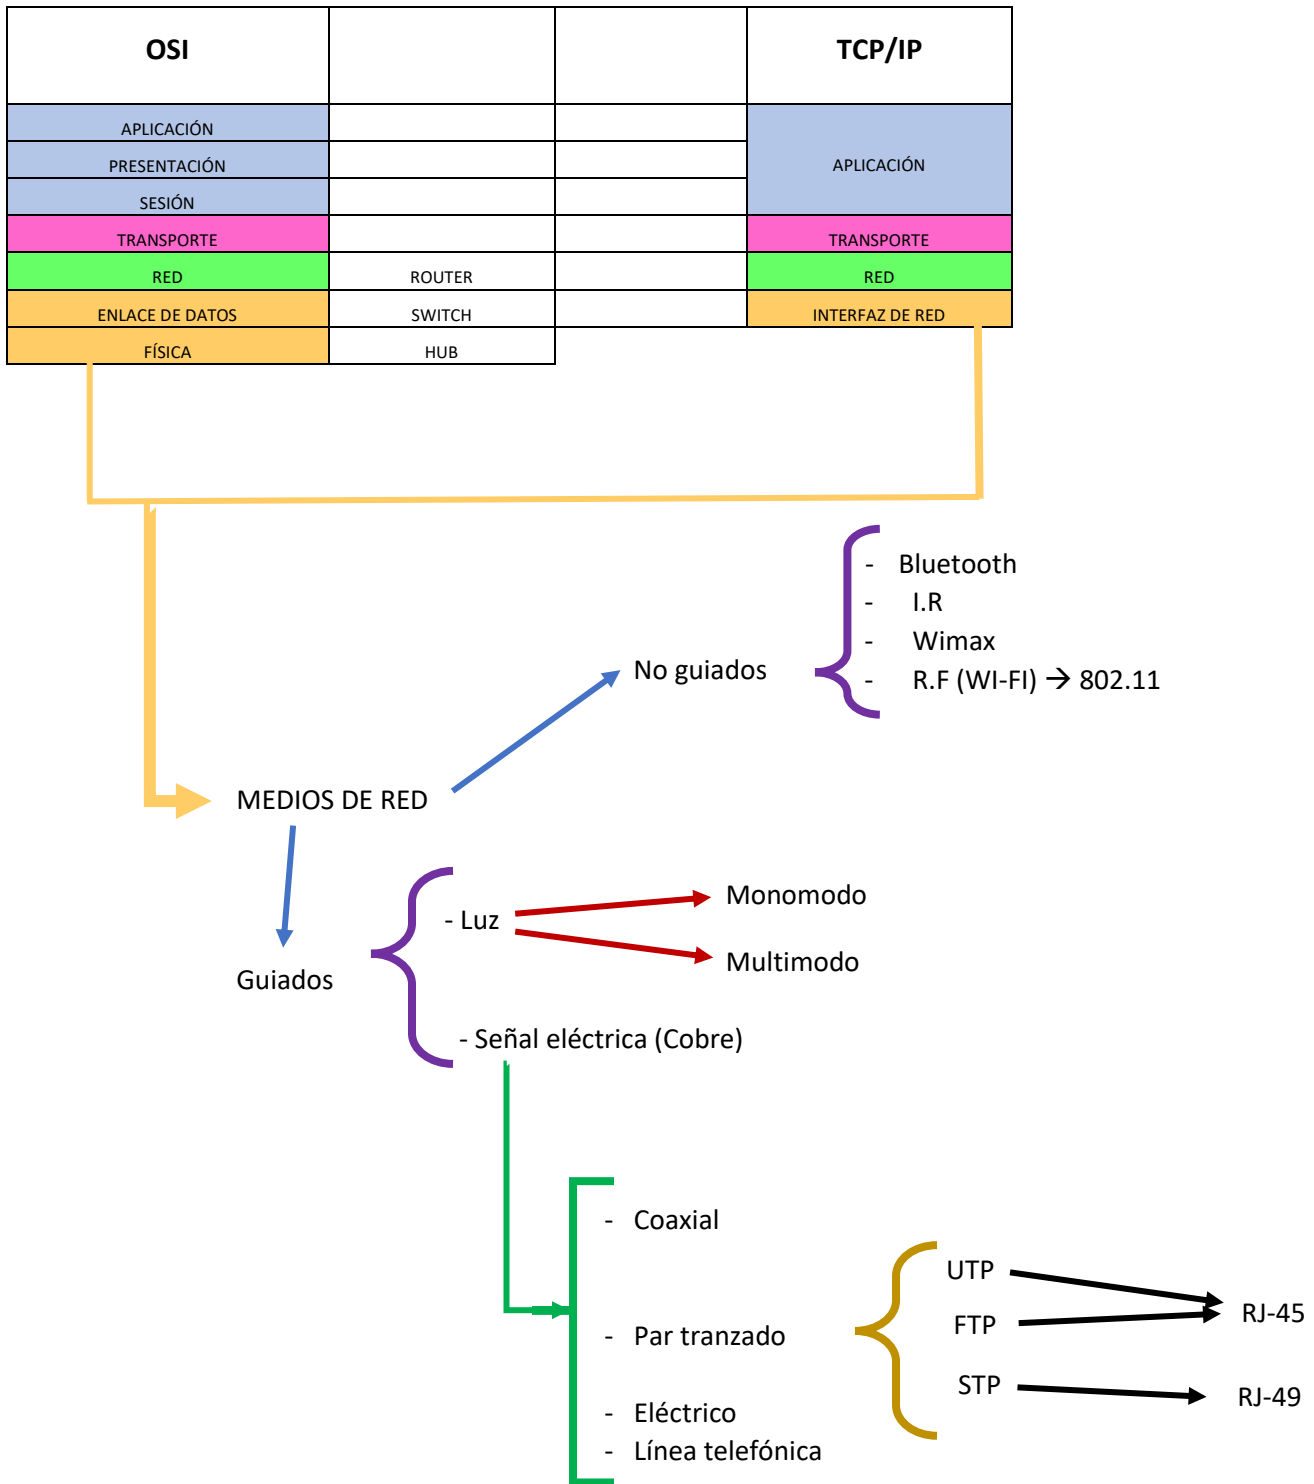 OSI TCP/IP
APLICACIÓN
PRESENTACIÓN APLICACIÓN
SESIÓN
TRANSPORTE TRANSPORTE
RED ROUTER RED
ENLACE DE DATOS SWITCH INTERFAZ DE RED
FÍSICA HUB
- Bluetooth
- I.R
- Wimax
No guiados
- R.F (WI-FI) → 802.11
MEDIOS DE RED
- Luz
Monomodo
Multimodo
Guiados
- Señal eléctrica (Cobre)
- Coaxial
- Par tranzado
UTP
FTP
RJ-45
STP
RJ-49
- Eléctrico
- Línea telefónica